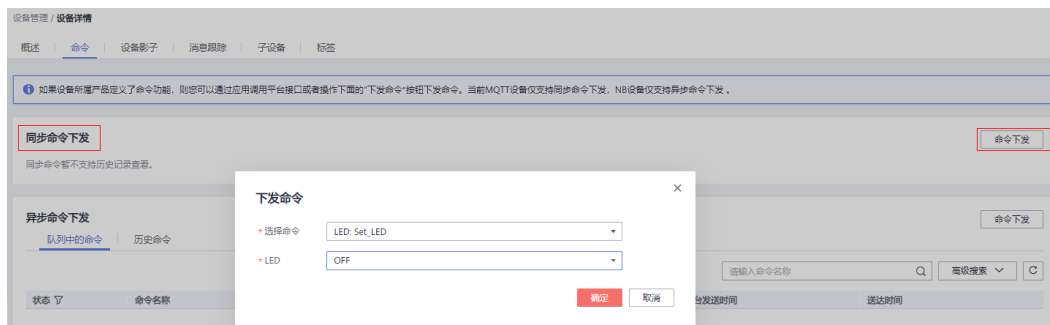 设备管理 / 设备详情
概述 命令 设备影子 消息跟踪 子设备 标签
如果设备所属产品定义了命令功能，则您可以通过应用调用平台接口或者操作下面的"下发命令"按钮下发命令。当前MQTT设备仅支持同步命令下发，NB设备仅支持异步命令下发 。
同步命令下发 命令下发
同步命令暂不支持历史记录查看。
下发命令
异步命令下发 命令下发
* 选择命令 LED: Set_LED
队列中的命令 历史命令
* LED OFF
请输入命令名称 高级搜索
确定 取消
状态 命令名称 台发送时间 送达时间